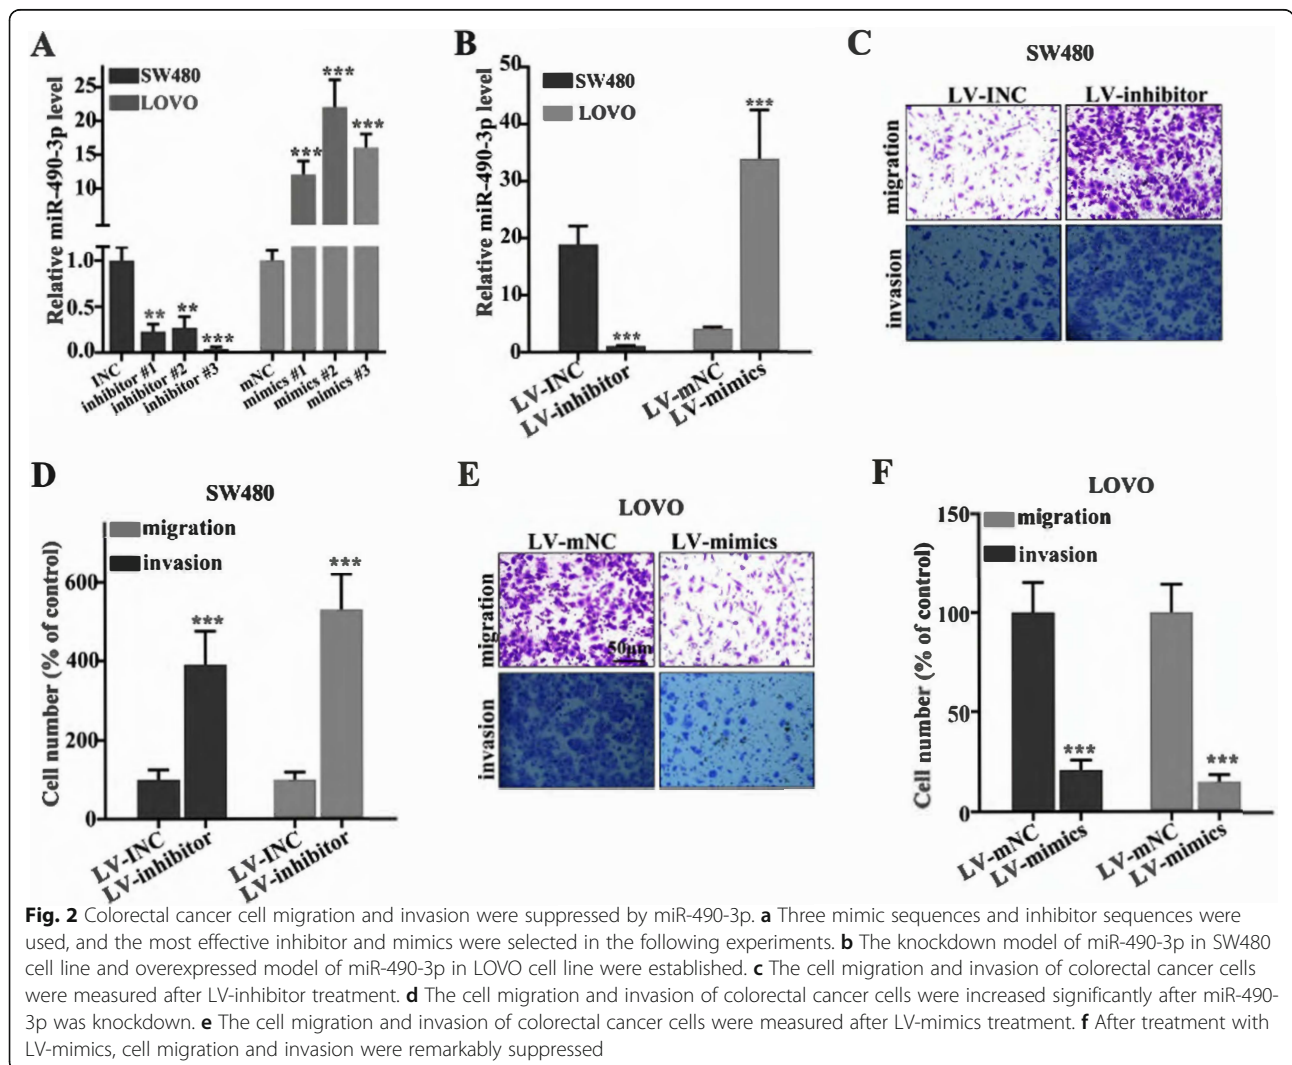 A
SW480
LOVO
Relative miR-490-3p level
25
20
15
10
1.0
0.5
0.0
***
***
***
**
**
***
INC
inhibitor #1
inhibitor #2
inhibitor #3
mNC
mimics #1
mimics #2
mimics #3
B
SW480
LOVO
Relative miR-490-3p level
50
40
30
20
10
0
***
***
LV-INC
LV-inhibitor
LV-mNC
LV-mimics
C
SW480
LV-INC LV-inhibitor
migration
invasion
D
SW480
migration
invasion
Cell number (% of control)
600
400
200
0
***
***
LV-INC
LV-inhibitor
LV-INC
LV-inhibitor
E
LOVO
LV-mNC LV-mimics
migration
50μm
invasion
F
LOVO
migration
invasion
Cell number (% of control)
150
100
50
0
***
***
LV-mNC
LV-mimics
LV-mNC
LV-mimics
Fig. 2 Colorectal cancer cell migration and invasion were suppressed by miR-490-3p. a Three mimic sequences and inhibitor sequences were
used, and the most effective inhibitor and mimics were selected in the following experiments. b The knockdown model of miR-490-3p in SW480
cell line and overexpressed model of miR-490-3p in LOVO cell line were established. c The cell migration and invasion of colorectal cancer cells
were measured after LV-inhibitor treatment. d The cell migration and invasion of colorectal cancer cells were increased significantly after miR-490-
3p was knockdown. e The cell migration and invasion of colorectal cancer cells were measured after LV-mimics treatment. f After treatment with
LV-mimics, cell migration and invasion were remarkably suppressed